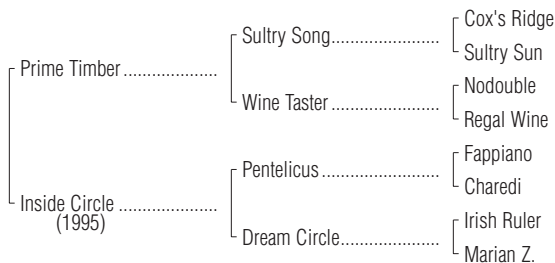 Cox's Ridge
Sultry Song....................
Sultry Sun
Prime Timber....................
Nodouble
Wine Taster....................
Regal Wine
Fappiano
Pentelicus....................
Charedi
Inside Circle....................
(1995)
Irish Ruler
Dream Circle....................
Marian Z.